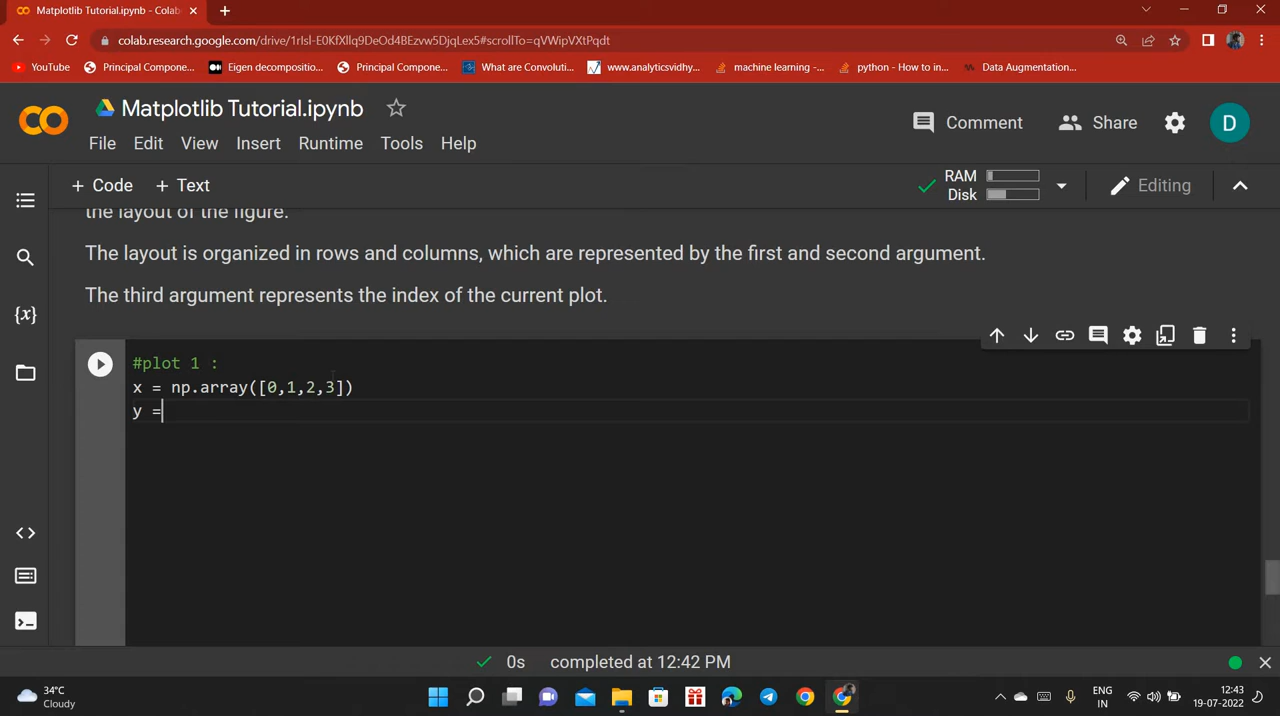 Matplotlib Tutorial.ipynb - Colab
colab.research.google.com/drive/1rIsl-E0KfXllq9DeOd4BEzvw5DjqLex5#scrollTo=qVWipVXtPqdt
YouTube
Principal Compone...
Eigen decompositio...
Principal Compone...
What are Convoluti...
www.analyticsvidhy...
machine learning -...
python - How to in...
Data Augmentation...
CO
Matplotlib Tutorial.ipynb
Comment
Share
D
File Edit View Insert Runtime Tools Help
+ Code + Text
RAM
Disk
Editing
the layout of the figure.
The layout is organized in rows and columns, which are represented by the first and second argument.
The third argument represents the index of the current plot.
{x}
#plot 1 :
x = np.array([0,1,2,3])
y =
0s completed at 12:42 PM
34°C
Cloudy
ENG
IN
12:43
19-07-2022